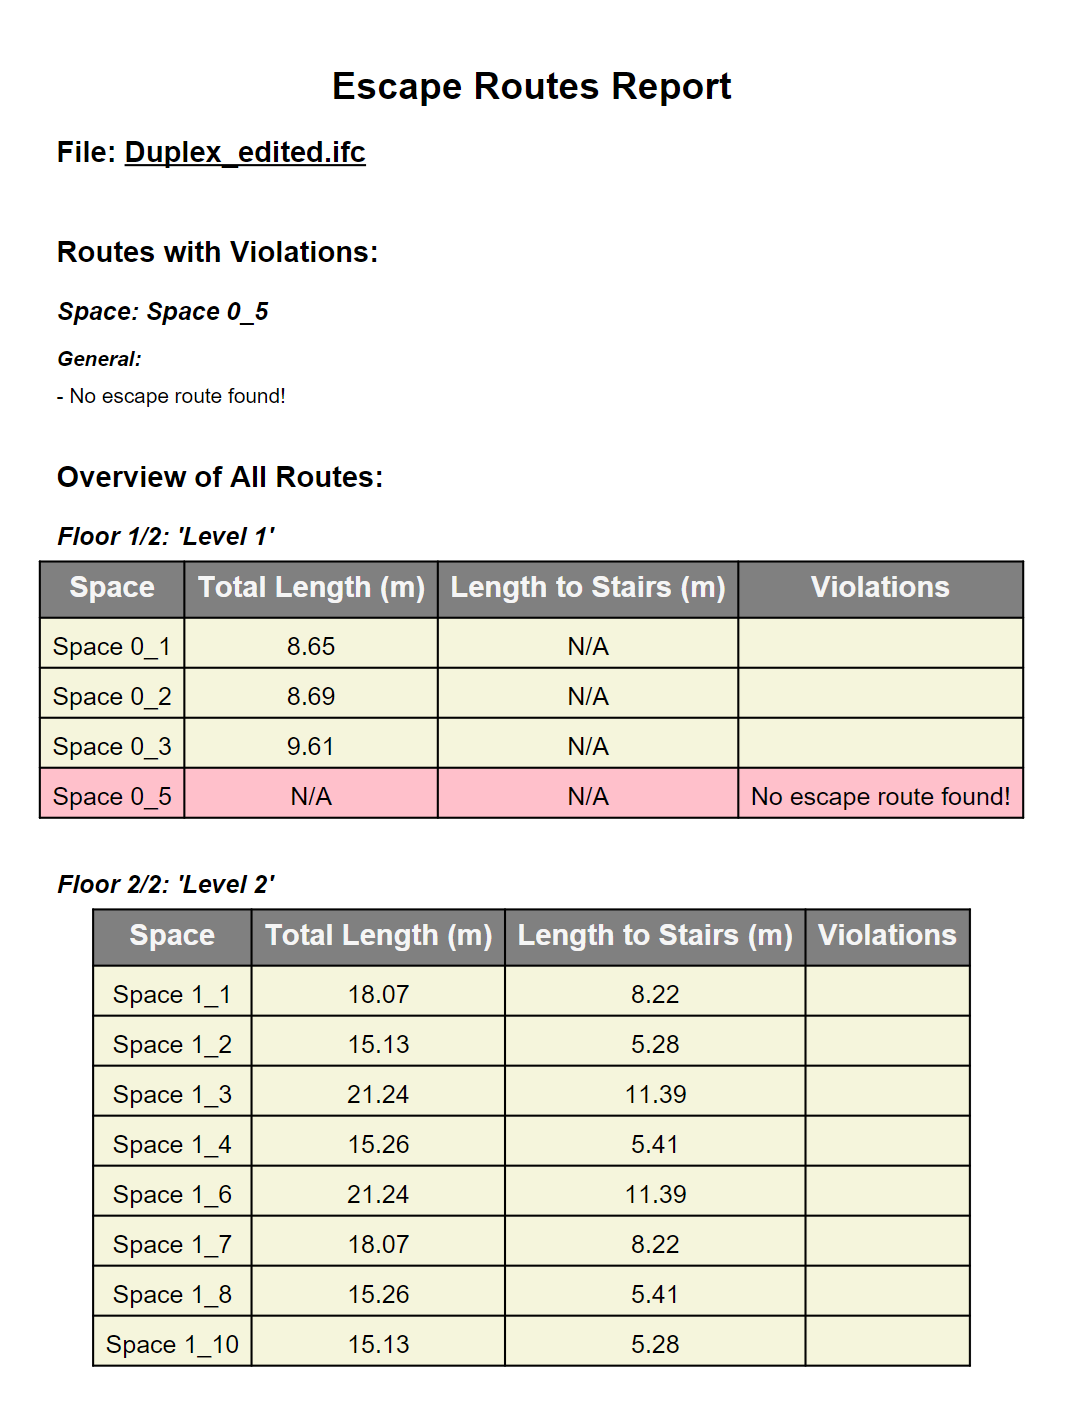 Escape Routes Report
File: Duplex_edited.ifc
Routes with Violations:
Space: Space 0_5
General:
- No escape route found!
Overview of All Routes:
Floor 1/2: 'Level 1'
Space Total Length (m) Length to Stairs (m) Violations
Space 0_1 8.65 N/A
Space 0_2 8.69 N/A
Space 0_3 9.61 N/A
Space 0_5 N/A N/A No escape route found!
Floor 2/2: 'Level 2'
Space Total Length (m) Length to Stairs (m) Violations
Space 1_1 18.07 8.22
Space 1_2 15.13 5.28
Space 1_3 21.24 11.39
Space 1_4 15.26 5.41
Space 1_6 21.24 11.39
Space 1_7 18.07 8.22
Space 1_8 15.26 5.41
Space 1_10 15.13 5.28